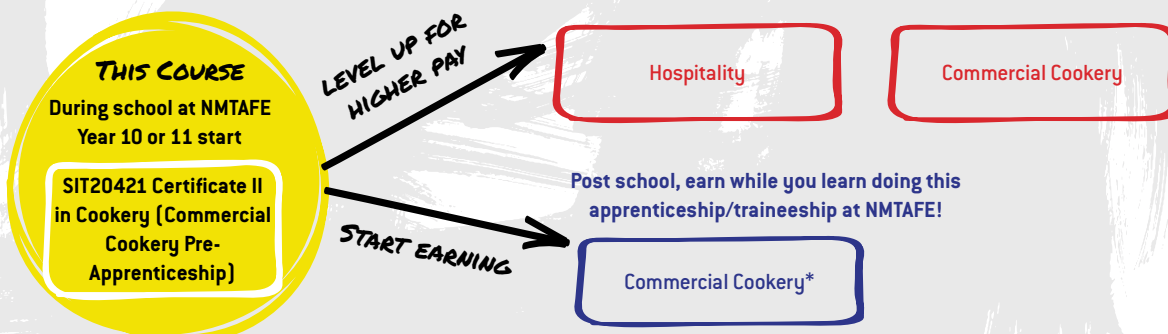 THIS COURSE
During school at NMTAFE
Year 10 or 11 start
SIT20421 Certificate II
in Cookery (Commercial
Cookery Pre-
Apprenticeship)
LEVEL UP FOR
HIGHER PAY
Hospitality
Commercial Cookery
START EARNING
Post school, earn while you learn doing this
apprenticeship/traineeship at NMTAFE!
Commercial Cookery*